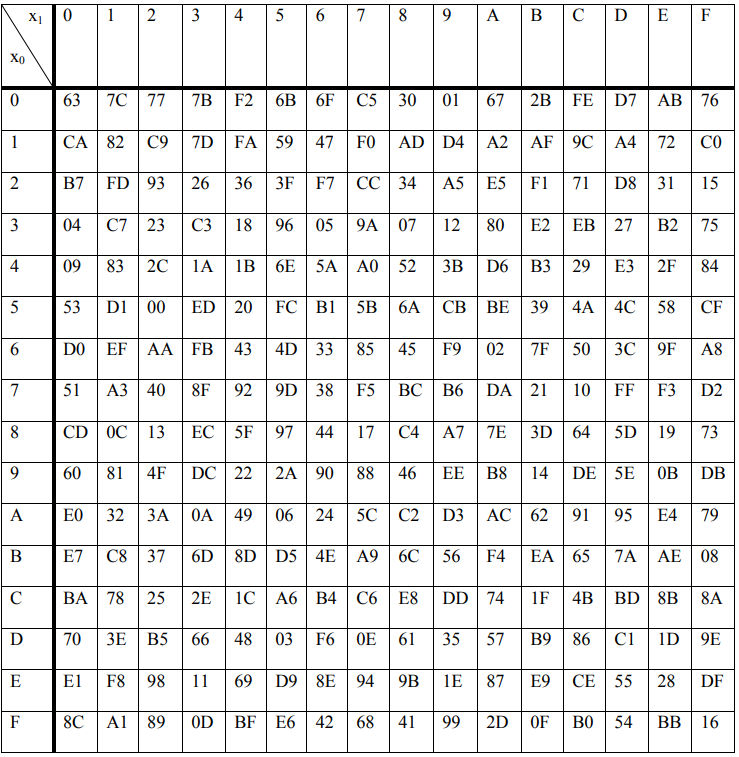 x₁ 0 1 2 3 4 5 6 7 8 9 A B C D E F
x₀
0 63 7C 77 7B F2 6B 6F C5 30 01 67 2B FE D7 AB 76
1 CA 82 C9 7D FA 59 47 F0 AD D4 A2 AF 9C A4 72 C0
2 B7 FD 93 26 36 3F F7 CC 34 A5 E5 F1 71 D8 31 15
3 04 C7 23 C3 18 96 05 9A 07 12 80 E2 EB 27 B2 75
4 09 83 2C 1A 1B 6E 5A A0 52 3B D6 B3 29 E3 2F 84
5 53 D1 00 ED 20 FC B1 5B 6A CB BE 39 4A 4C 58 CF
6 D0 EF AA FB 43 4D 33 85 45 F9 02 7F 50 3C 9F A8
7 51 A3 40 8F 92 9D 38 F5 BC B6 DA 21 10 FF F3 D2
8 CD 0C 13 EC 5F 97 44 17 C4 A7 7E 3D 64 5D 19 73
9 60 81 4F DC 22 2A 90 88 46 EE B8 14 DE 5E 0B DB
A E0 32 3A 0A 49 06 24 5C C2 D3 AC 62 91 95 E4 79
B E7 C8 37 6D 8D D5 4E A9 6C 56 F4 EA 65 7A AE 08
C BA 78 25 2E 1C A6 B4 C6 E8 DD 74 1F 4B BD 8B 8A
D 70 3E B5 66 48 03 F6 0E 61 35 57 B9 86 C1 1D 9E
E E1 F8 98 11 69 D9 8E 94 9B 1E 87 E9 CE 55 28 DF
F 8C A1 89 0D BF E6 42 68 41 99 2D 0F B0 54 BB 16